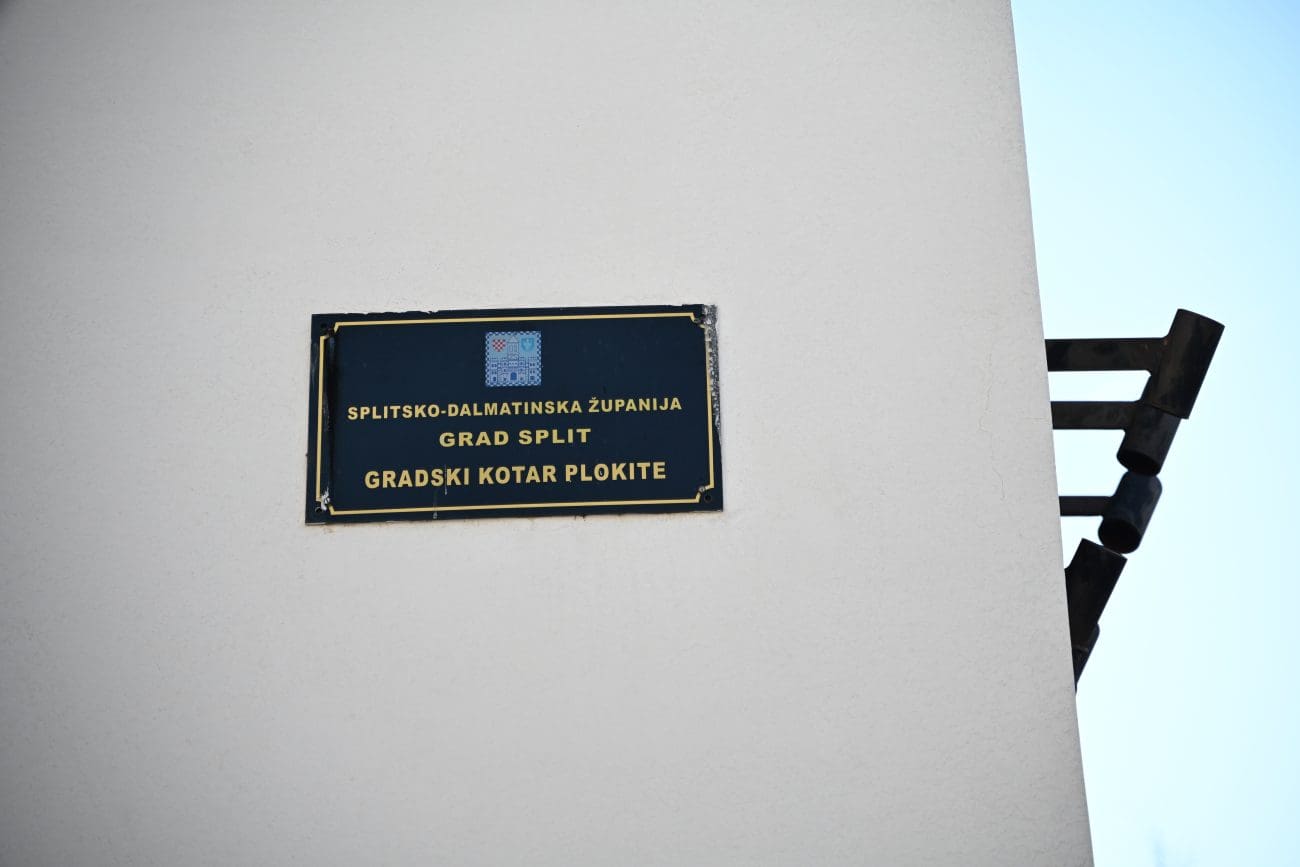 SPLITSKO-DALMATINSKA ŽUPANIJA
GRAD SPLIT
GRADSKI KOTAR PLOKITE